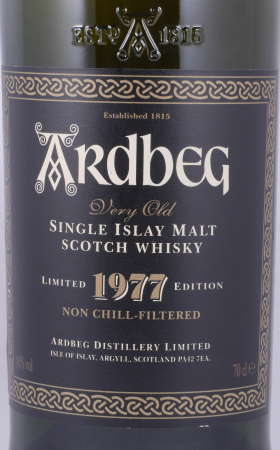 ESTD A 1815
Established 1815
ARDBEG
Very Old
SINGLE ISLAY MALT
SCOTCH WHISKY
LIMITED 1977 EDITION
NON CHILL-FILTERED
ARDBEG DISTILLERY LIMITED
ISLE OF ISLAY, ARGYLL, SCOTLAND PA42 7EA.
70 cl e